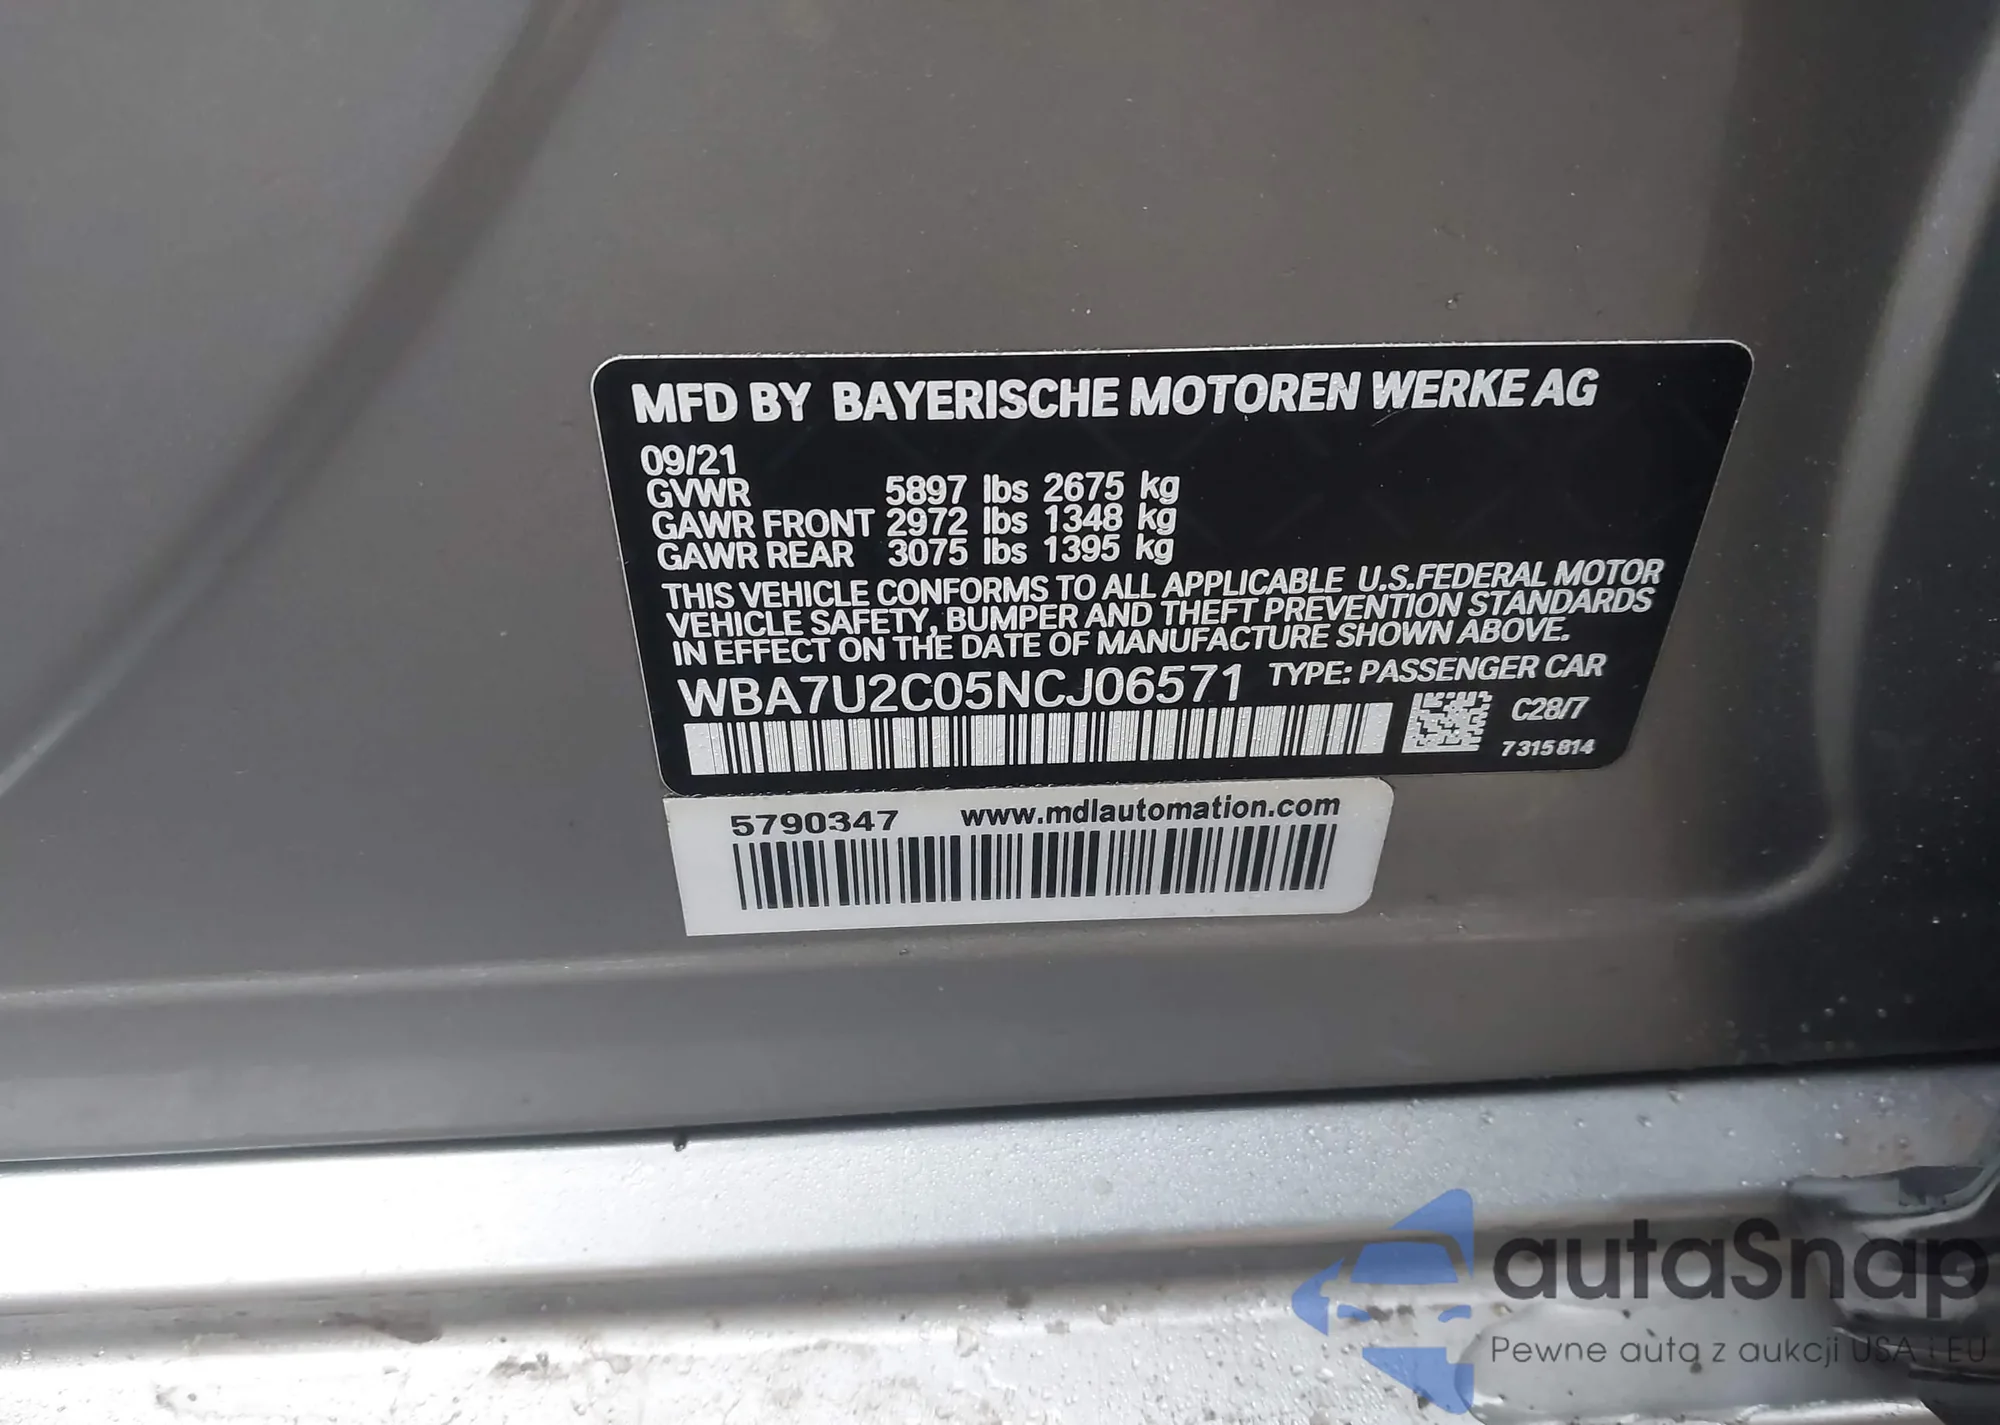 MFD BY BAYERISCHE MOTOREN WERKE AG
09/21
GVWR 5897 lbs 2675 kg
GAWR FRONT 2972 lbs 1348 kg
GAWR REAR 3075 lbs 1395 kg
THIS VEHICLE CONFORMS TO ALL APPLICABLE U.S.FEDERAL MOTOR
VEHICLE SAFETY, BUMPER AND THEFT PREVENTION STANDARDS
IN EFFECT ON THE DATE OF MANUFACTURE SHOWN ABOVE.
WBA7U2C05NCJ06571 TYPE: PASSENGER CAR
C28/7
7315814
5790347 www.mdlautomation.com
autaSnap
Pewne auta z aukcji USA i EU